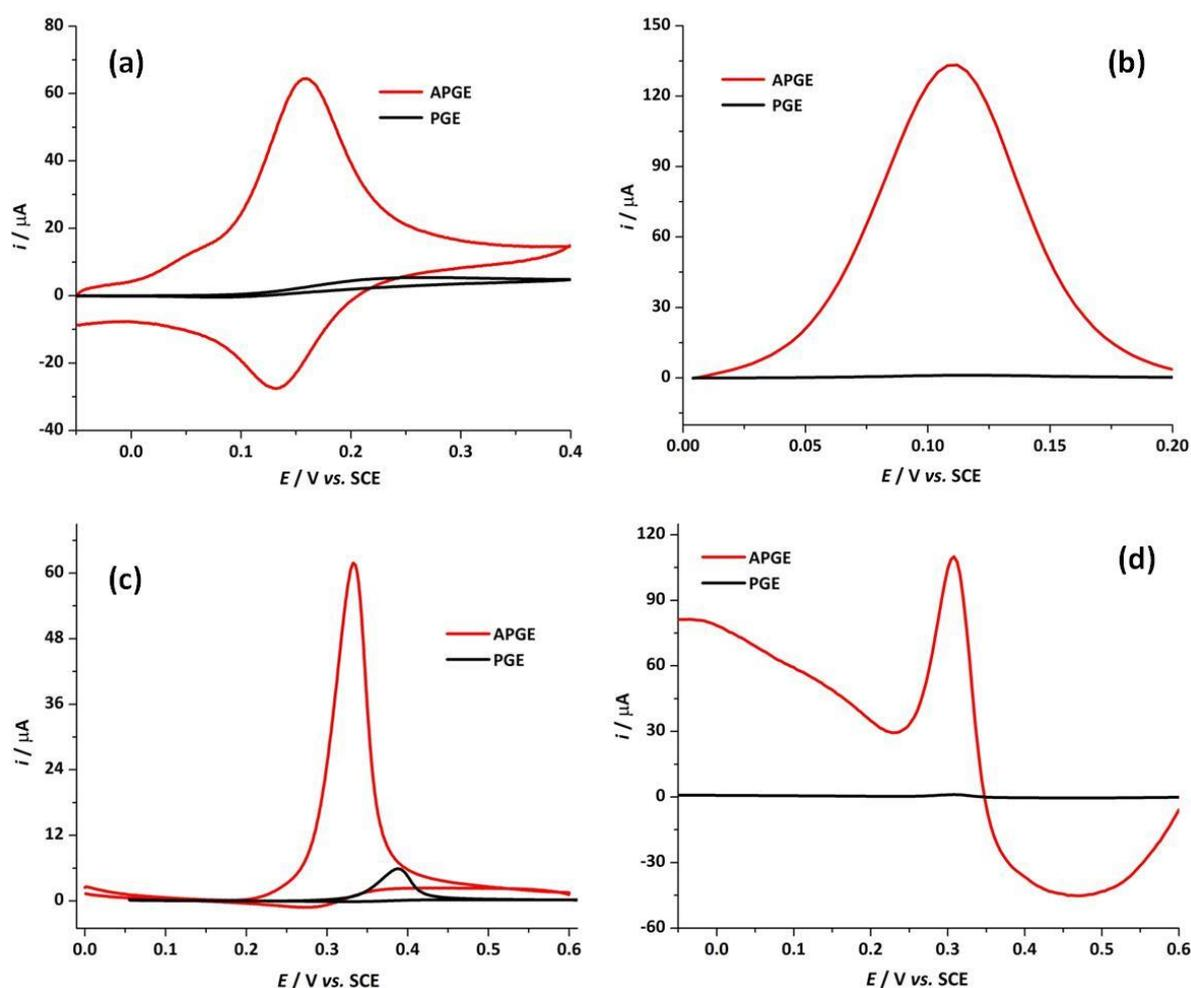 (a)
APGE
PGE
80
60
40
20
0
-20
-40
i / μA
0.0 0.1 0.2 0.3 0.4
E / V vs. SCE
(b)
APGE
PGE
150
120
90
60
30
0
i / μA
0.00 0.05 0.10 0.15 0.20
E / V vs. SCE
(c)
APGE
PGE
60
48
36
24
12
0
i / μA
0.0 0.1 0.2 0.3 0.4 0.5 0.6
E / V vs. SCE
(d)
APGE
PGE
120
90
60
30
0
-30
-60
i / μA
0.0 0.1 0.2 0.3 0.4 0.5 0.6
E / V vs. SCE